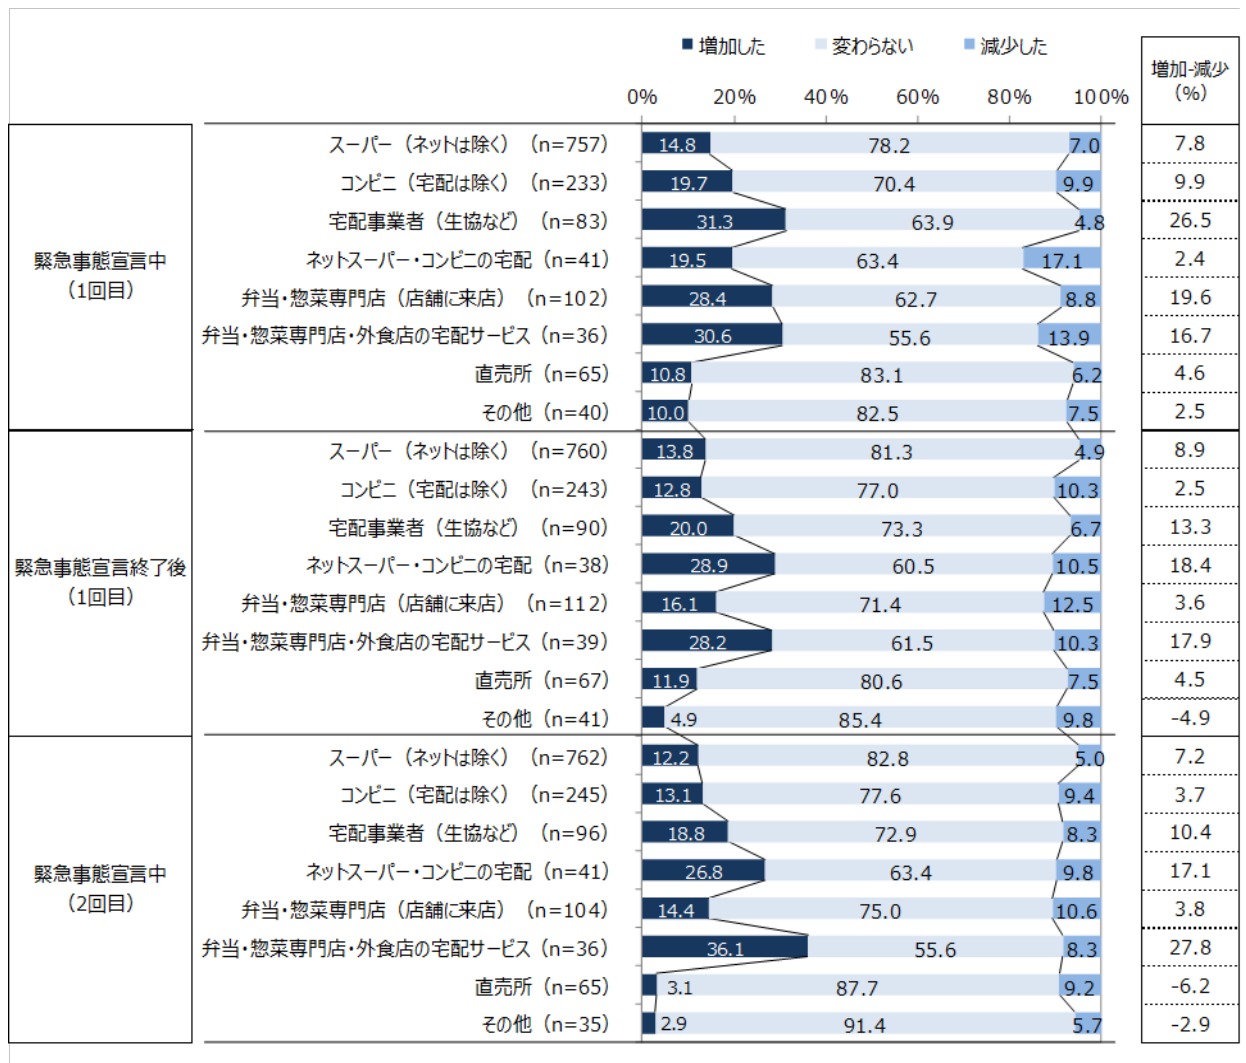 ■増加した ■変わらない ■減少した
増加-減少
(%)
0% 20% 40% 60% 80% 100%
緊急事態宣言中
(1回目)
スーパー(ネットは除く) (n=757) 14.8 78.2 7.0 7.8
コンビニ(宅配は除く) (n=233) 19.7 70.4 9.9 9.9
宅配事業者(生協など) (n=83) 31.3 63.9 4.8 26.5
ネットスーパー・コンビニの宅配 (n=41) 19.5 63.4 17.1 2.4
弁当・惣菜専門店(店舗に来店) (n=102) 28.4 62.7 8.8 19.6
弁当・惣菜専門店・外食店の宅配サービス (n=36) 30.6 55.6 13.9 16.7
直売所 (n=65) 10.8 83.1 6.2 4.6
その他 (n=40) 10.0 82.5 7.5 2.5
緊急事態宣言終了後
(1回目)
スーパー(ネットは除く) (n=760) 13.8 81.3 4.9 8.9
コンビニ(宅配は除く) (n=243) 12.8 77.0 10.3 2.5
宅配事業者(生協など) (n=90) 20.0 73.3 6.7 13.3
ネットスーパー・コンビニの宅配 (n=38) 28.9 60.5 10.5 18.4
弁当・惣菜専門店(店舗に来店) (n=112) 16.1 71.4 12.5 3.6
弁当・惣菜専門店・外食店の宅配サービス (n=39) 28.2 61.5 10.3 17.9
直売所 (n=67) 11.9 80.6 7.5 4.5
その他 (n=41) 4.9 85.4 9.8 -4.9
緊急事態宣言中
(2回目)
スーパー(ネットは除く) (n=762) 12.2 82.8 5.0 7.2
コンビニ(宅配は除く) (n=245) 13.1 77.6 9.4 3.7
宅配事業者(生協など) (n=96) 18.8 72.9 8.3 10.4
ネットスーパー・コンビニの宅配 (n=41) 26.8 63.4 9.8 17.1
弁当・惣菜専門店(店舗に来店) (n=104) 14.4 75.0 10.6 3.8
弁当・惣菜専門店・外食店の宅配サービス (n=36) 36.1 55.6 8.3 27.8
直売所 (n=65) 3.1 87.7 9.2 -6.2
その他 (n=35) 2.9 91.4 5.7 -2.9